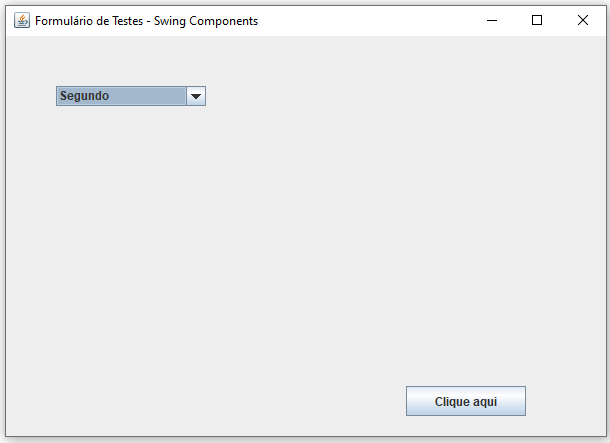 Formulário de Testes - Swing Components
Segundo
Clique aqui